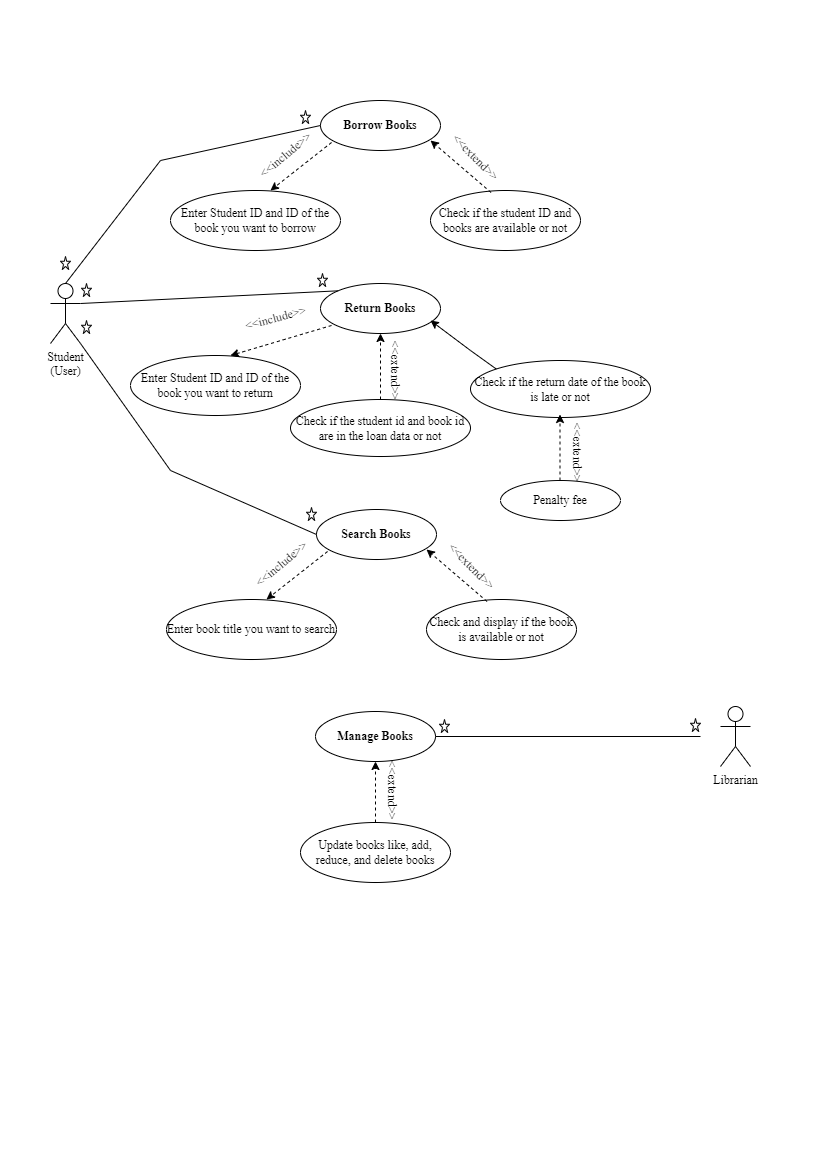 Borrow Books
<<include>>
<<extend>>
Enter Student ID and ID of the
book you want to borrow
Check if the student ID and
books are available or not
Student
(User)
Return Books
<<include>>
<<extend>>
Enter Student ID and ID of the
book you want to return
Check if the student id and book id
are in the loan data or not
Check if the return date of the book
is late or not
<<extend>>
Penalty fee
Search Books
<<include>>
<<extend>>
Enter book title you want to search
Check and display if the book
is available or not
Manage Books
Librarian
<<extend>>
Update books like, add,
reduce, and delete books